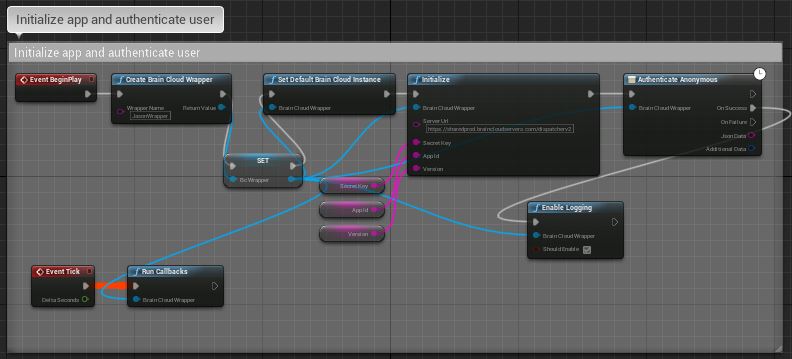 Initialize app and authenticate user
Initialize app and authenticate user
Event BeginPlay
Create Brain Cloud Wrapper
Wrapper Name
JasonWrapper
Return Value
SET
Bc Wrapper
Set Default Brain Cloud Instance
Brain Cloud Wrapper
Initialize
Brain Cloud Wrapper
Server Url
https://sharedprod.braincloudservers.com/dispatcherv2
Secret Key
App Id
Version
Secret Key
App Id
Version
Authenticate Anonymous
Brain Cloud Wrapper
On Success
On Failure
Json Data
Additional Data
Enable Logging
Brain Cloud Wrapper
Should Enable
Event Tick
Delta Seconds
Run Callbacks
Brain Cloud Wrapper